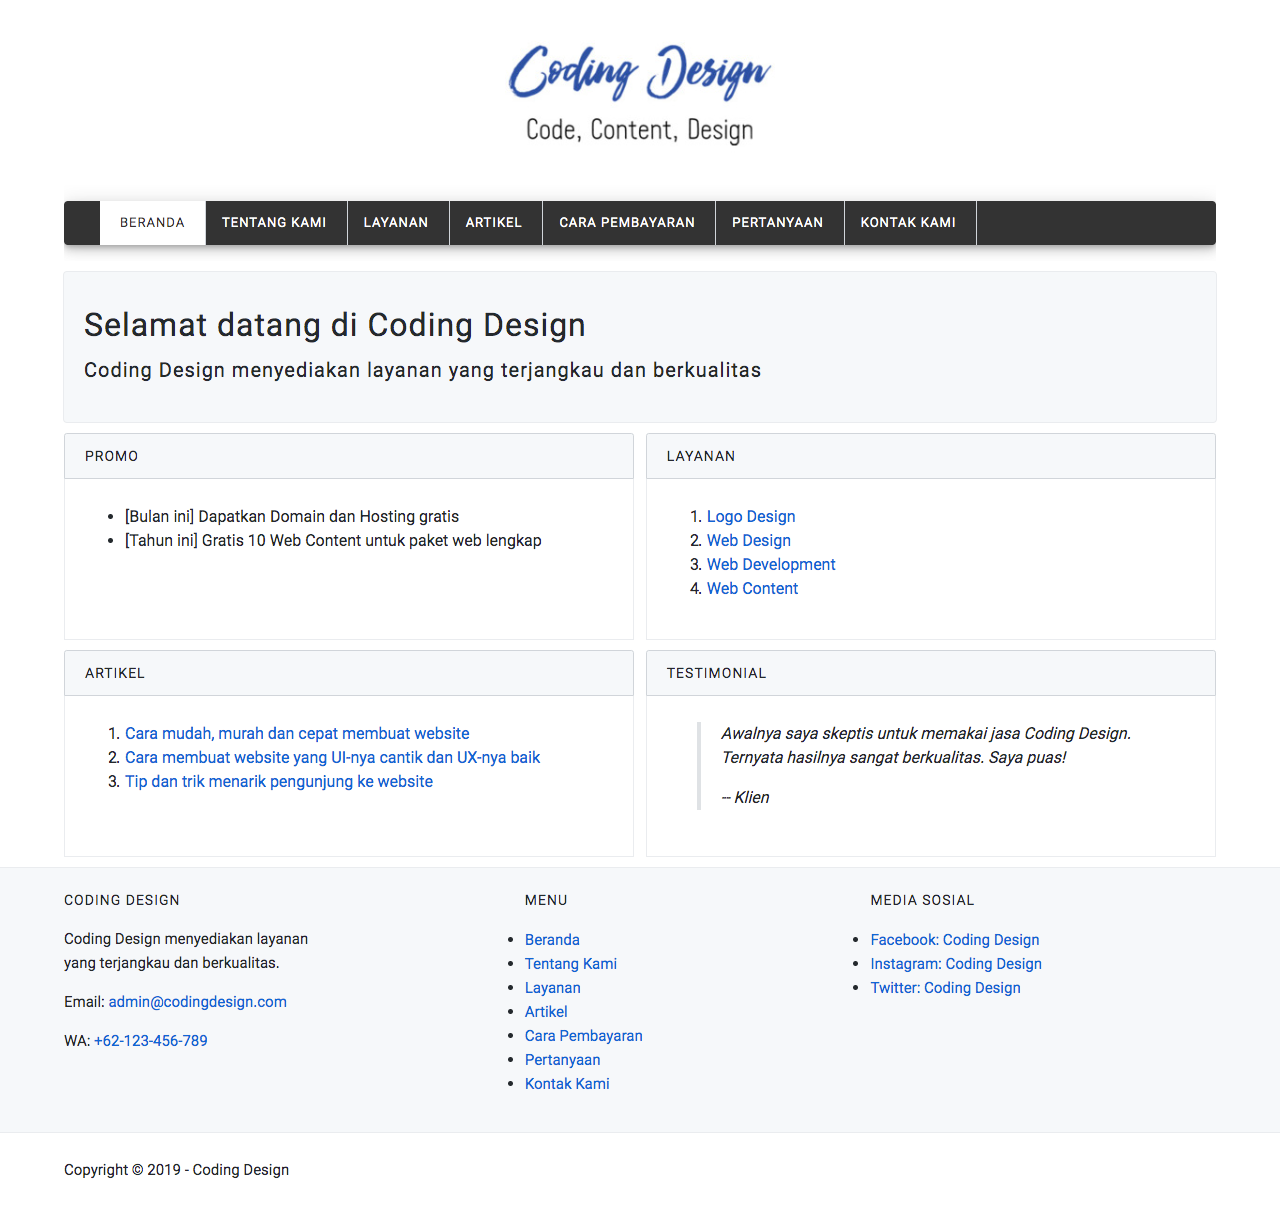 Coding Design
Code, Content, Design
BERANDA TENTANG KAMI LAYANAN ARTIKEL CARA PEMBAYARAN PERTANYAAN KONTAK KAMI
Selamat datang di Coding Design
Coding Design menyediakan layanan yang terjangkau dan berkualitas
PROMO
• [Bulan ini] Dapatkan Domain dan Hosting gratis
• [Tahun ini] Gratis 10 Web Content untuk paket web lengkap
LAYANAN
1. Logo Design
2. Web Design
3. Web Development
4. Web Content
ARTIKEL
1. Cara mudah, murah dan cepat membuat website
2. Cara membuat website yang UI-nya cantik dan UX-nya baik
3. Tip dan trik menarik pengunjung ke website
TESTIMONIAL
Awalnya saya skeptis untuk memakai jasa Coding Design.
Ternyata hasilnya sangat berkualitas. Saya puas!
-- Klien
CODING DESIGN
Coding Design menyediakan layanan
yang terjangkau dan berkualitas.
Email: admin@codingdesign.com
WA: +62-123-456-789
MENU
• Beranda
• Tentang Kami
• Layanan
• Artikel
• Cara Pembayaran
• Pertanyaan
• Kontak Kami
MEDIA SOSIAL
• Facebook: Coding Design
• Instagram: Coding Design
• Twitter: Coding Design
Copyright © 2019 - Coding Design